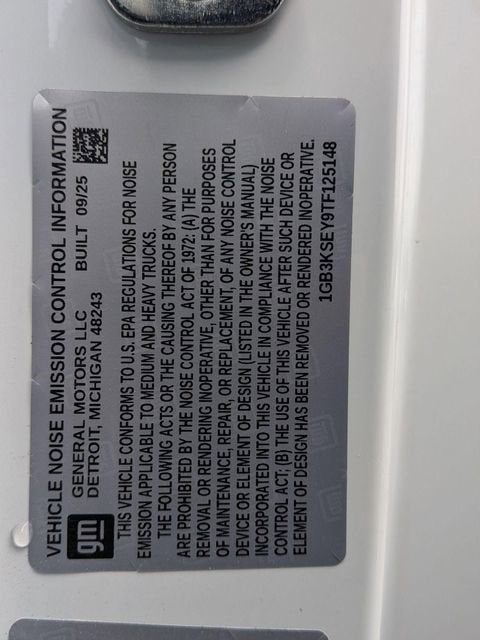 VEHICLE NOISE EMISSION CONTROL INFORMATION
gm
GENERAL MOTORS LLC
DETROIT, MICHIGAN 48243 BUILT 09/25
THIS VEHICLE CONFORMS TO U.S. EPA REGULATIONS FOR NOISE
EMISSION APPLICABLE TO MEDIUM AND HEAVY TRUCKS.
THE FOLLOWING ACTS OR THE CAUSING THEREOF BY ANY PERSON
ARE PROHIBITED BY THE NOISE CONTROL ACT OF 1972: (A) THE
REMOVAL OR RENDERING INOPERATIVE, OTHER THAN FOR PURPOSES
OF MAINTENANCE, REPAIR, OR REPLACEMENT, OF ANY NOISE CONTROL
DEVICE OR ELEMENT OF DESIGN (LISTED IN THE OWNER'S MANUAL)
INCORPORATED INTO THIS VEHICLE IN COMPLIANCE WITH THE NOISE
CONTROL ACT; (B) THE USE OF THIS VEHICLE AFTER SUCH DEVICE OR
ELEMENT OF DESIGN HAS BEEN REMOVED OR RENDERED INOPERATIVE.
1GB3KSEY9TF125148